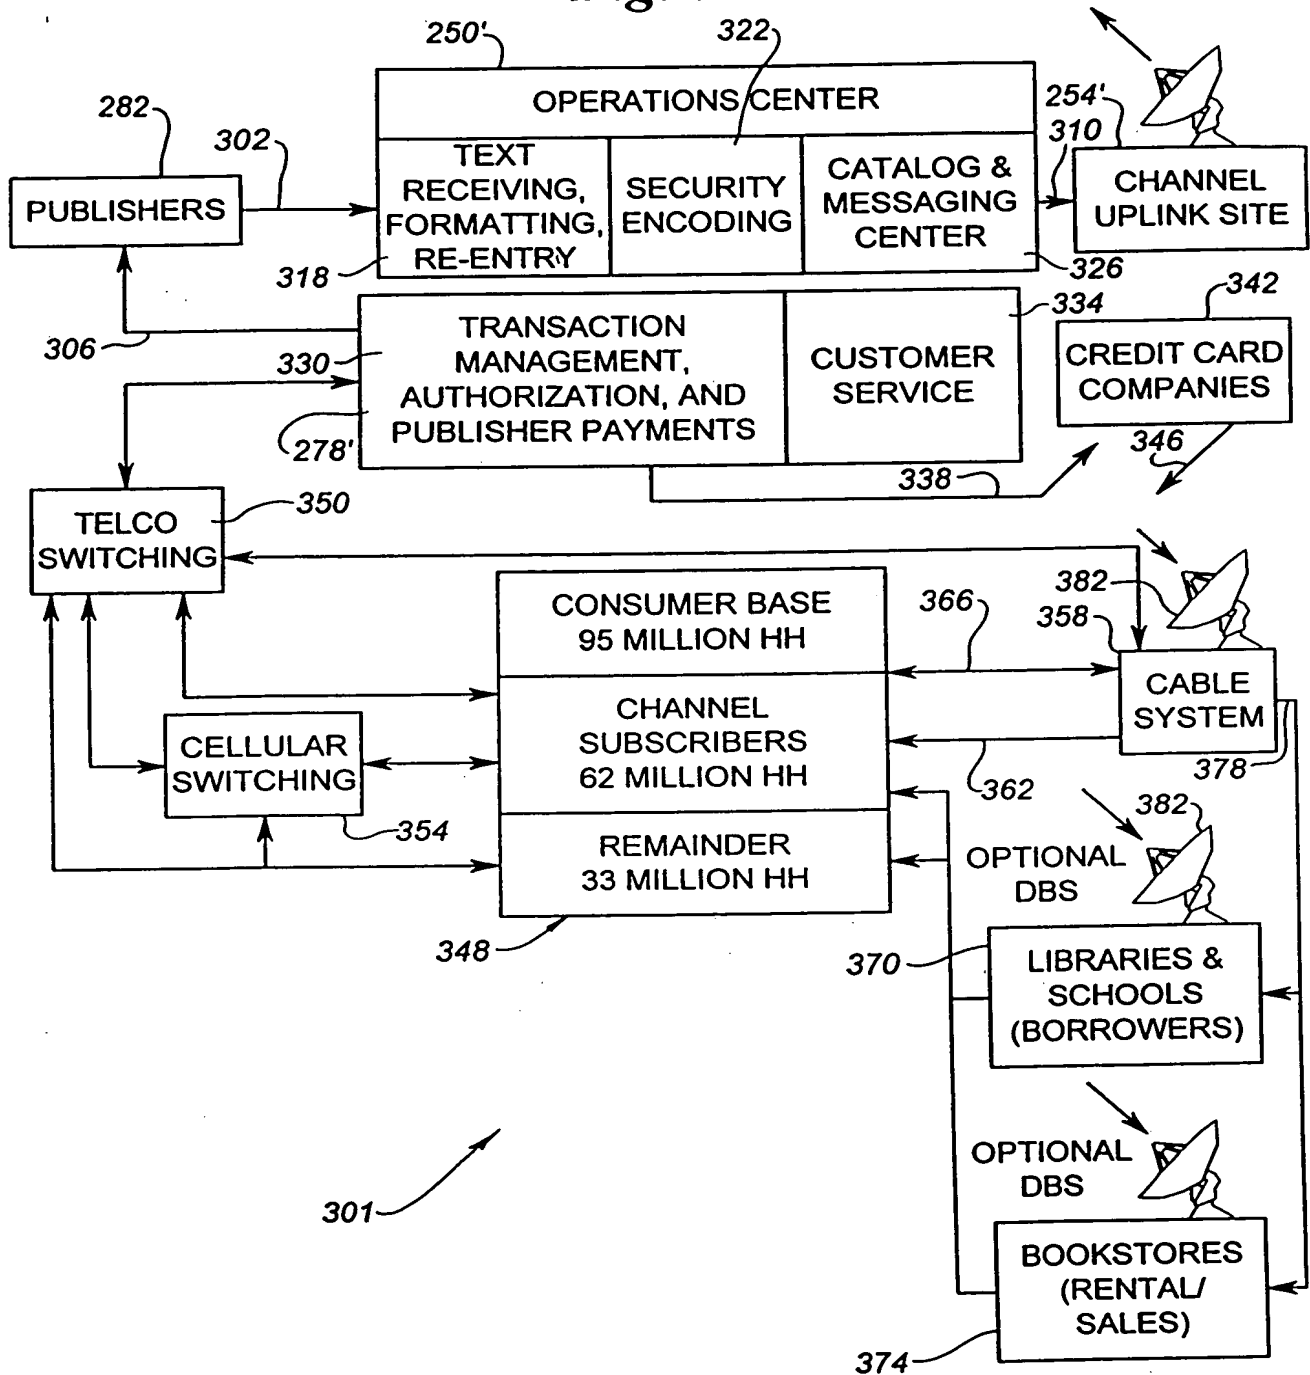 250'
322
OPERATIONS CENTER
254'
282
302
310
TEXT
RECEIVING,
FORMATTING,
RE-ENTRY
SECURITY
ENCODING
CATALOG &
MESSAGING
CENTER
PUBLISHERS
CHANNEL
UPLINK SITE
318
326
334
342
306
330
TRANSACTION
MANAGEMENT,
AUTHORIZATION, AND
PUBLISHER PAYMENTS
CUSTOMER
SERVICE
CREDIT CARD
COMPANIES
278'
346
338
350
TELCO
SWITCHING
382
358
366
CONSUMER BASE
95 MILLION HH
CABLE
SYSTEM
CHANNEL
SUBSCRIBERS
62 MILLION HH
CELLULAR
SWITCHING
378
362
354
382
REMAINDER
33 MILLION HH
OPTIONAL
DBS
348
370
LIBRARIES &
SCHOOLS
(BORROWERS)
OPTIONAL
DBS
301
BOOKSTORES
(RENTAL/
SALES)
374